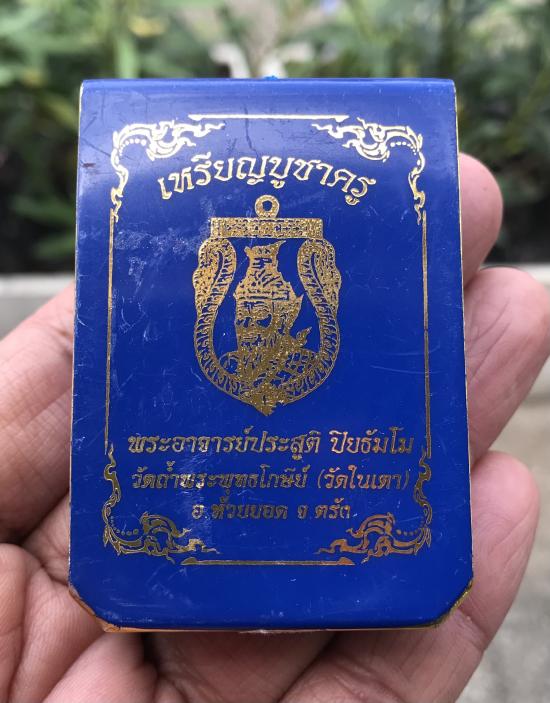 เหรียญบูชาครู
พระอาจารย์ประสูติ ปิยธัมโม
วัดถ้ำพระพุทธโกษีย์ (วัดในเตา)
อ.ห้วยยอด จ.ตรัง